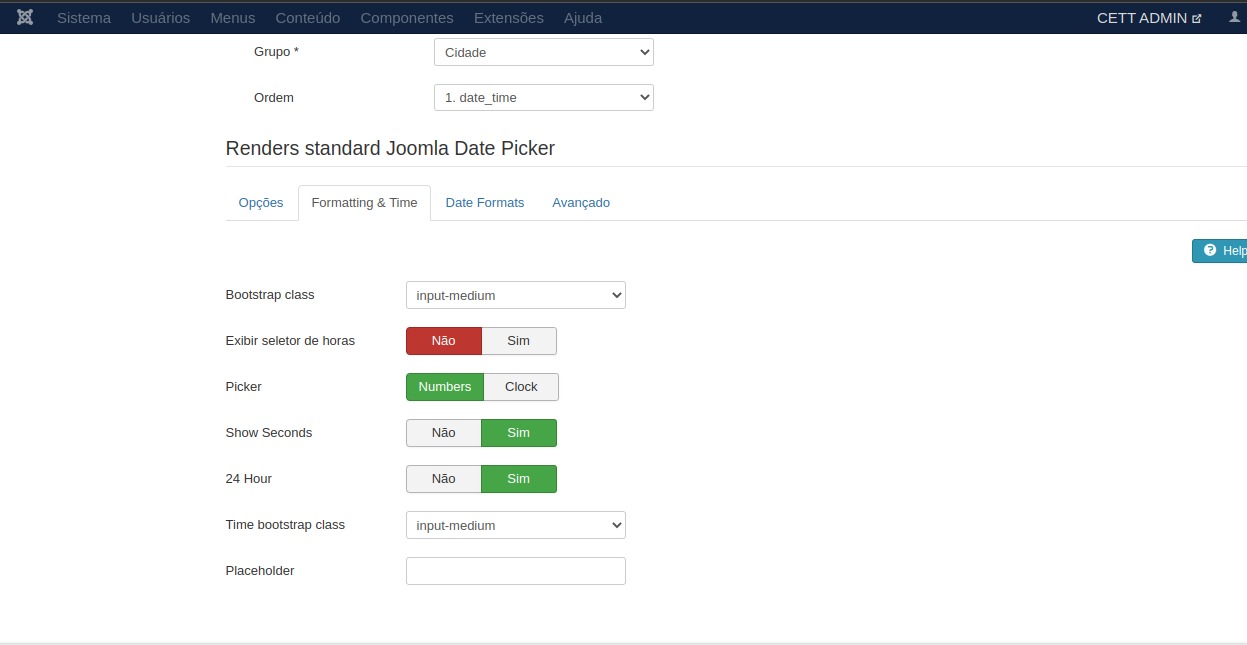 Sistema Usuários Menus Conteúdo Componentes Extensões Ajuda CETT ADMIN
Grupo * Cidade
Ordem 1. date_time
Renders standard Joomla Date Picker
Opções Formatting & Time Date Formats Avançado
Help
Bootstrap class input-medium
Exibir seletor de horas Não Sim
Picker Numbers Clock
Show Seconds Não Sim
24 Hour Não Sim
Time bootstrap class input-medium
Placeholder